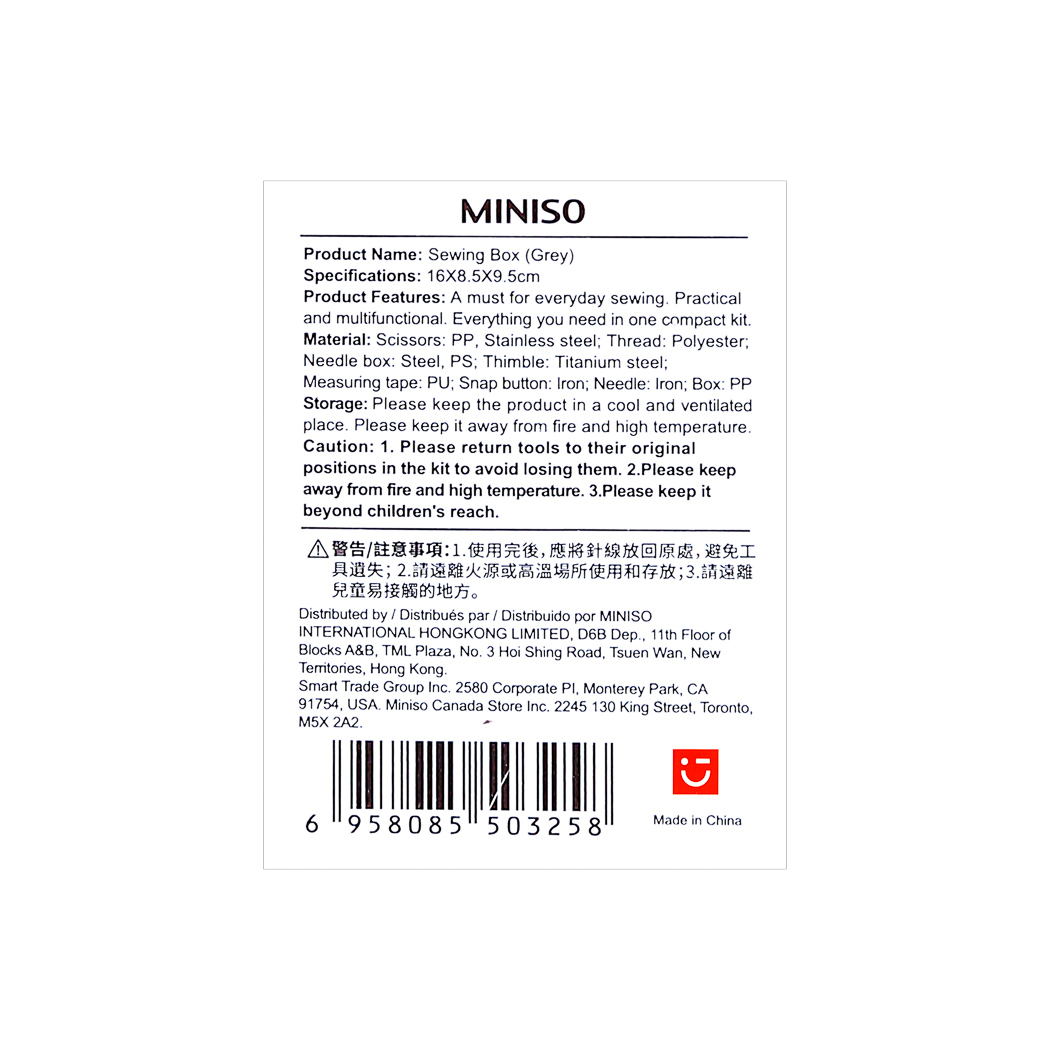 MINISO
Product Name: Sewing Box (Grey)
Specifications: 16X8.5X9.5cm
Product Features: A must for everyday sewing. Practical
and multifunctional. Everything you need in one compact kit.
Material: Scissors: PP, Stainless steel; Thread: Polyester;
Needle box: Steel, PS; Thimble: Titanium steel;
Measuring tape: PU; Snap button: Iron; Needle: Iron; Box: PP
Storage: Please keep the product in a cool and ventilated
place. Please keep it away from fire and high temperature.
Caution: 1. Please return tools to their original
positions in the kit to avoid losing them. 2.Please keep
away from fire and high temperature. 3.Please keep it
beyond children's reach.
⚠警告/註意事項:1.使用完後,應將針線放回原處,避免工
具遺失; 2.請遠離火源或高溫場所使用和存放;3.請遠離
兒童易接觸的地方。
Distributed by / Distribués par / Distribuido por MINISO
INTERNATIONAL HONGKONG LIMITED, D6B Dep., 11th Floor of
Blocks A&B, TML Plaza, No. 3 Hoi Shing Road, Tsuen Wan, New
Territories, Hong Kong.
Smart Trade Group Inc. 2580 Corporate Pl, Monterey Park, CA
91754, USA. Miniso Canada Store Inc. 2245 130 King Street, Toronto,
M5X 2A2.
6 958085 503258
Made in China